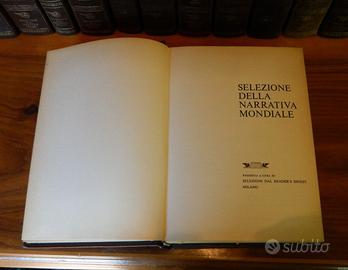 SELEZIONE
DELLA
NARRATIVA
MONDIALE
SELEZIONE DAL READER'S DIGEST
MILANO
subito